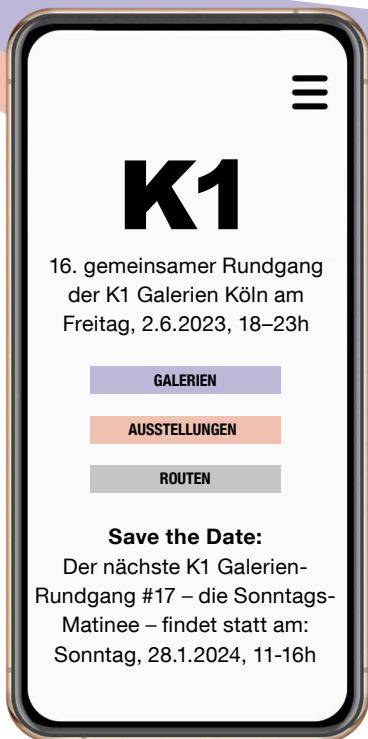 K1
16. gemeinsamer Rundgang
der K1 Galerien Köln am
Freitag, 2.6.2023, 18–23h
GALERIEN
AUSSTELLUNGEN
ROUTEN
Save the Date:
Der nächste K1 Galerien-
Rundgang #17 – die Sonntags-
Matinee – findet statt am:
Sonntag, 28.1.2024, 11-16h